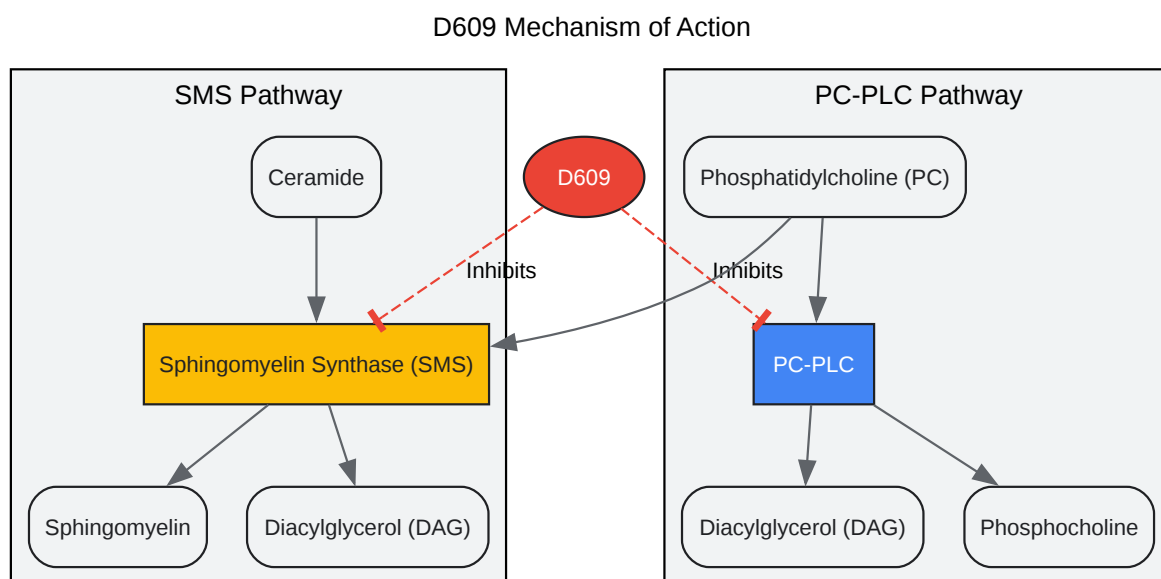 D609 Mechanism of Action
SMS Pathway
PC-PLC Pathway
Ceramide
D609
Phosphatidylcholine (PC)
Inhibits
Inhibits
Sphingomyelin Synthase (SMS)
PC-PLC
Sphingomyelin
Diacylglycerol (DAG)
Diacylglycerol (DAG)
Phosphocholine